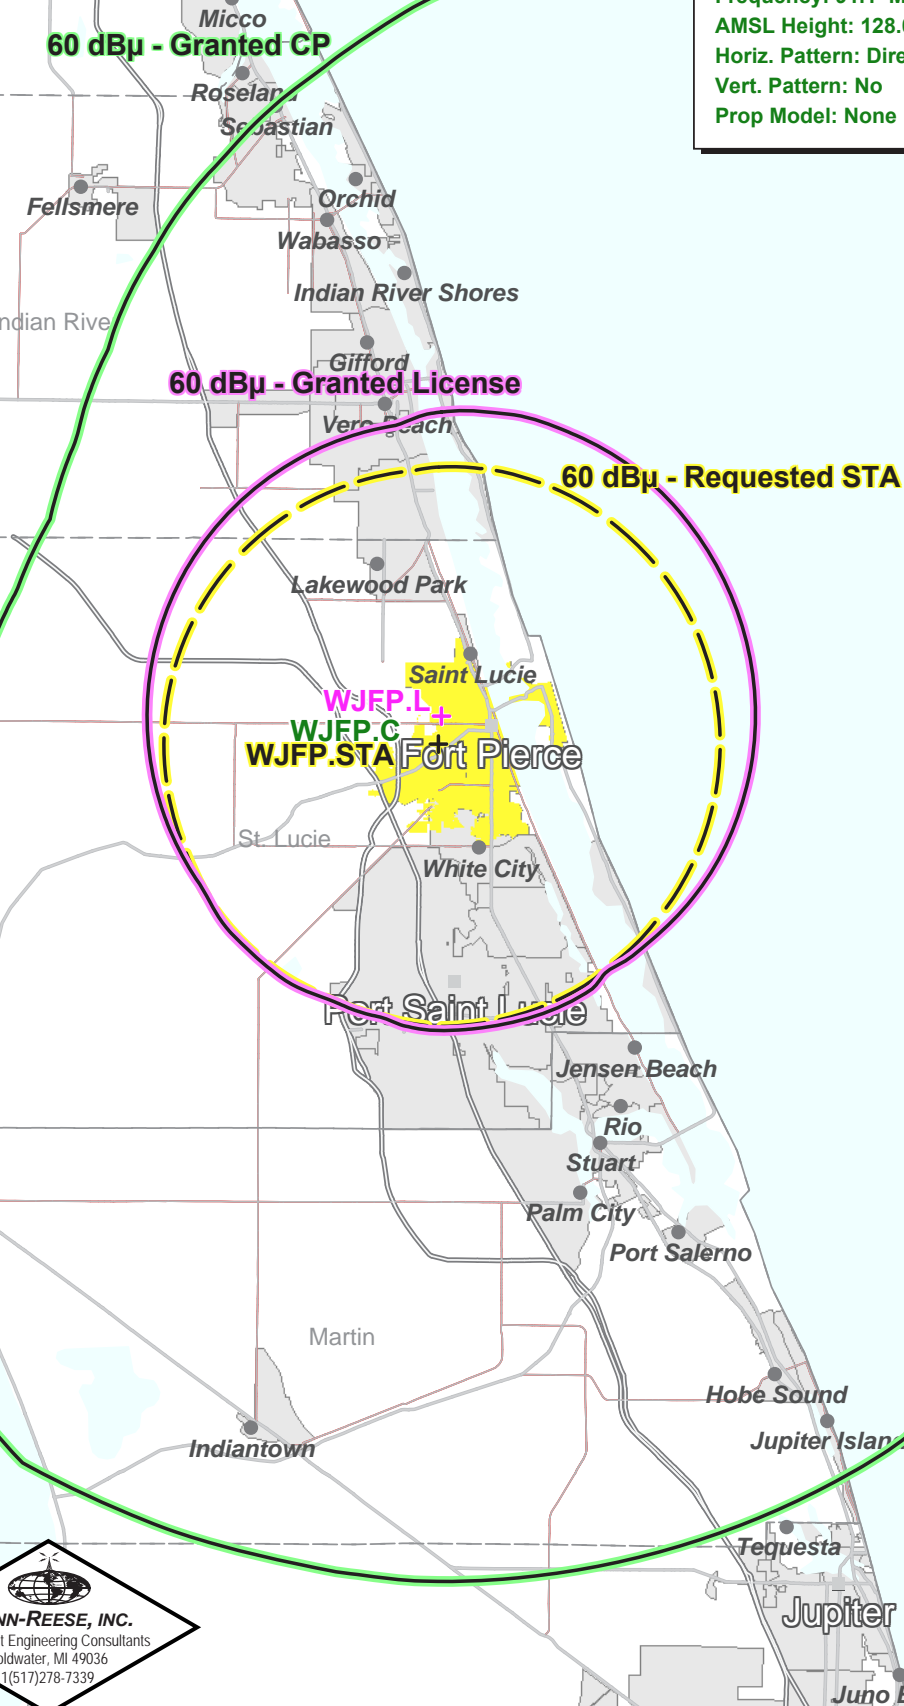 Micco
60 dBµ - Granted CP
AMSL Height: 128.
Horiz. Pattern:
Vert. Pattern: No
Prop Model: None
Roseland
Sebastian
Fellsmere
Orchid
Wabasso
Indian River Shores
Gifford
60 dBµ - Granted License
Vero Beach
60 dBµ - Requested STA
Lakewood Park
Saint Lucie
WJFP.L
WJFP.C
WJFP.STA
Fort Pierce
St. Lucie
White City
Port Saint Lucie
Jensen Beach
Rio
Stuart
Palm City
Port Salerno
Martin
Hobe Sound
Jupiter Islan
Indiantown
Tequesta
Jupiter
Juno
NN-REESE, INC.
t Engineering Consultants
oldwater, MI 49036
1(517)278-7339